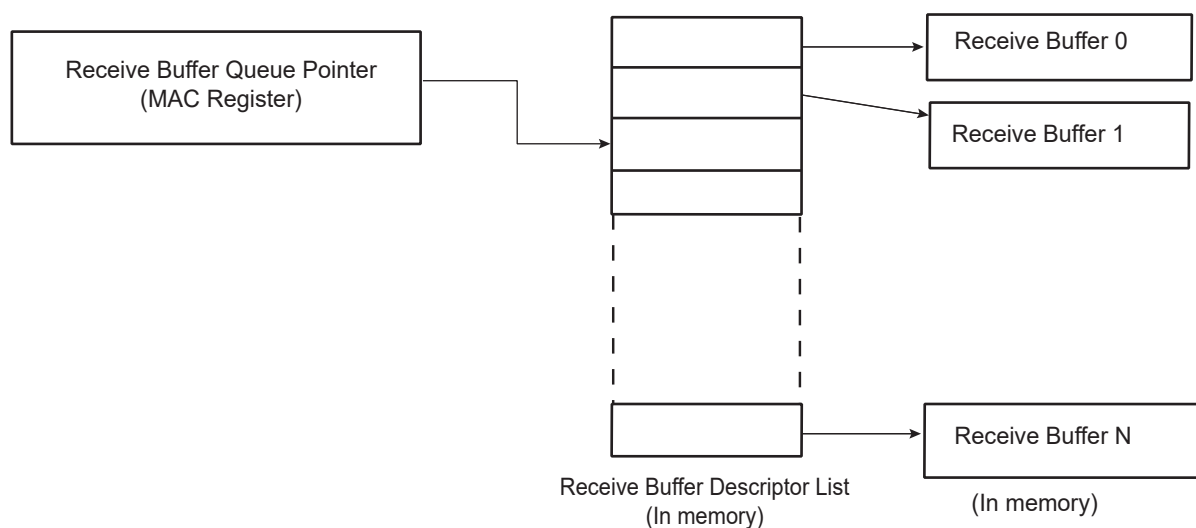 Receive Buffer Queue Pointer
(MAC Register)
Receive Buffer 0
Receive Buffer 1
Receive Buffer N
Receive Buffer Descriptor List
(In memory)
(In memory)